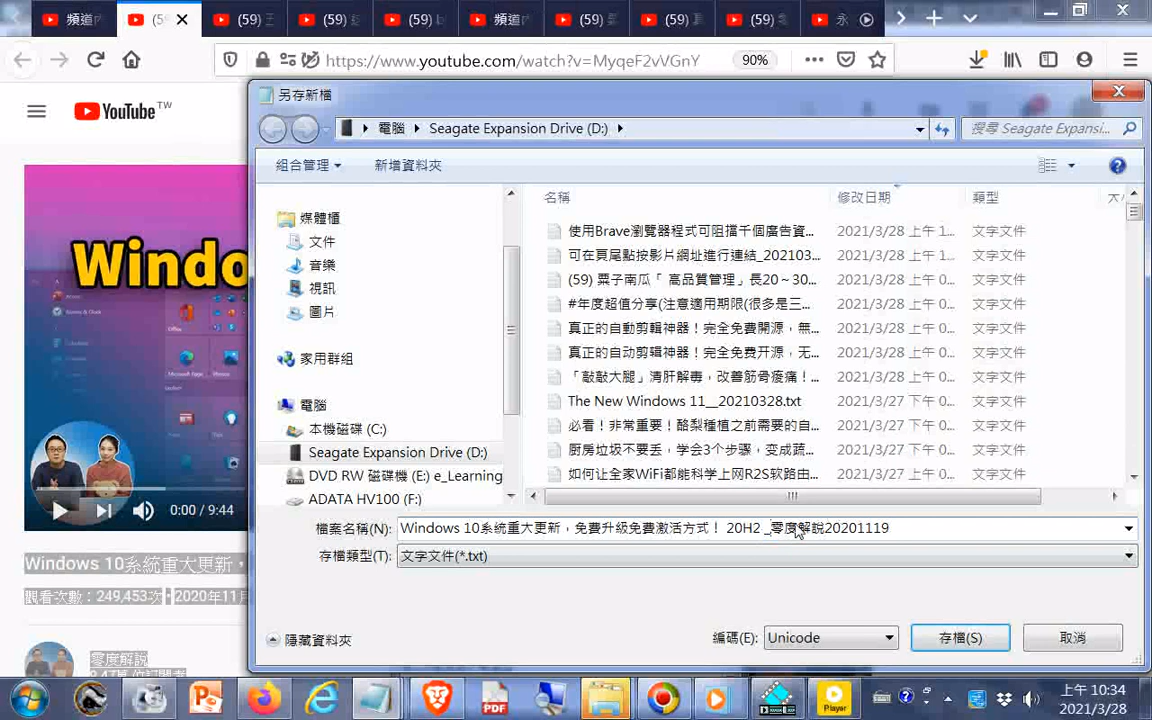 頻道
(5
(59) 三
(59)
(59) b
頻道
(59)
(59)
(59)
永
https://www.youtube.com/watch?v=MyqeF2vVGnY
90%
YouTube TW
另存新檔
電腦 Seagate Expansion Drive (D:)
搜尋 Seagate Expansi...
組合管理
新增資料夾
媒體櫃
文件
音樂
視訊
圖片
家用群組
電腦
本機磁碟 (C:)
Seagate Expansion Drive (D:)
DVD RW 磁碟機 (E:) e_Learning
ADATA HV100 (F:)
名稱 修改日期 類型 大
使用Brave瀏覽器程式可阻擋千個廣告資... 2021/3/28 上午 1... 文字文件
可在頁尾點按影片網址進行連結_202103... 2021/3/28 上午 1... 文字文件
(59) 粟子南瓜「 高品質管理」長20～30... 2021/3/28 上午 0... 文字文件
#年度超值分享(注意適用期限(很多是三... 2021/3/28 上午 0... 文字文件
真正的自動剪輯神器！完全免費開源，無... 2021/3/28 上午 0... 文字文件
真正的自动剪辑神器！完全免费开源，无... 2021/3/28 上午 0... 文字文件
「敲敲大腿」清肝解毒，改善筋骨痠痛！... 2021/3/28 上午 0... 文字文件
The New Windows 11__20210328.txt 2021/3/27 下午 0... 文字文件
必看！非常重要！酪梨種植之前需要的自... 2021/3/27 下午 0... 文字文件
厨房垃圾不要丢，学会3个步骤，变成蔬... 2021/3/27 下午 0... 文字文件
如何让全家WiFi都能科学上网R2S软路由... 2021/3/27 下午 0... 文字文件
檔案名稱(N): Windows 10系統重大更新，免費升級免費激活方式！ 20H2 _零度解說20201119
存檔類型(T): 文字文件(*.txt)
隱藏資料夾
編碼(E): Unicode
存檔(S)
取消
Windo
0:00 / 9:44
Windows 10系統重大更新，
觀看次數：249,453次•2020年11月
零度解說
上午 10:34
2021/3/28
PDF
Player